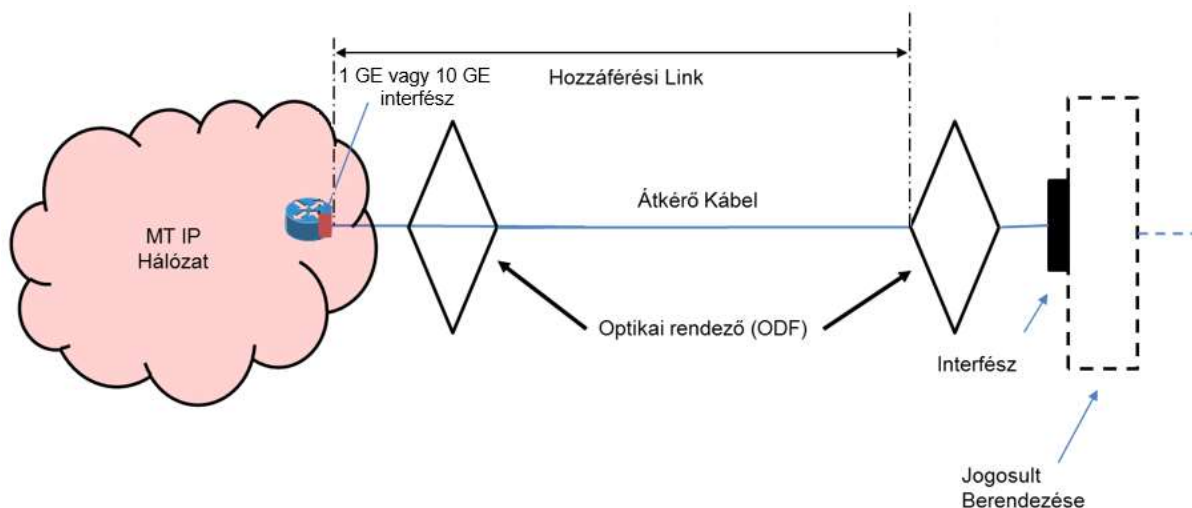 1 GE vagy 10 GE
interfész
Hozzáférési Link
Átkérő Kábel
MT IP
Hálózat
Optikai rendező (ODF)
Interfész
Jogosult
Berendezése